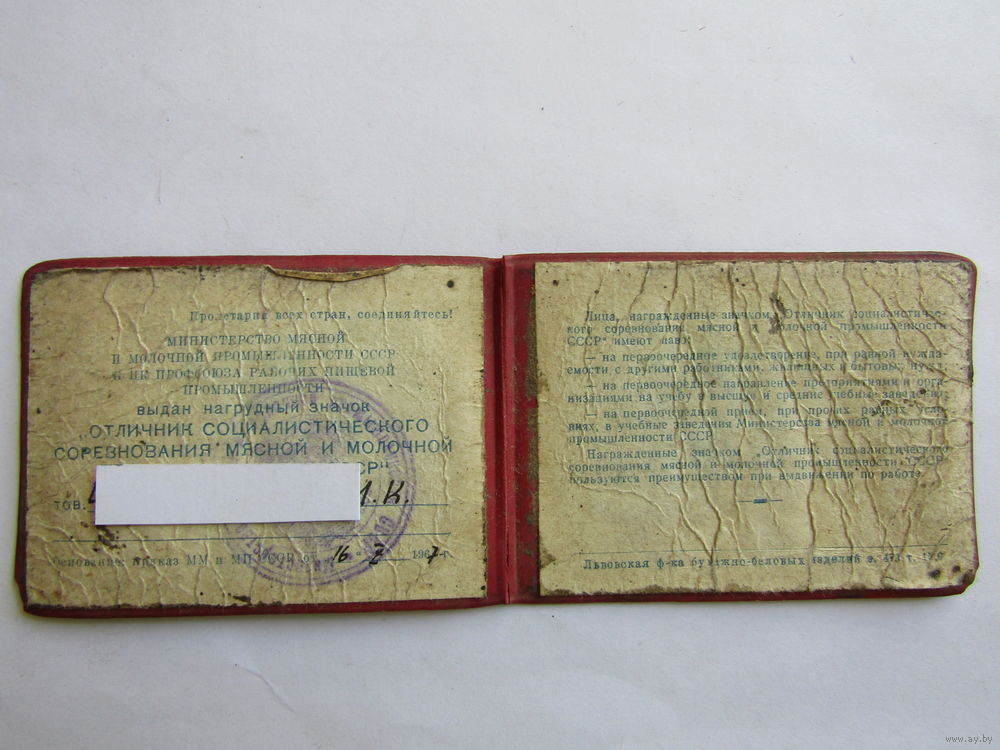 Пролетарии всех стран, соединяйтесь!
МИНИСТЕРСТВО МЯСНОЙ
И МОЛОЧНОЙ ПРОМЫШЛЕННОСТИ СССР
И ЦК ПРОФСОЮЗА РАБОЧИХ ПИЩЕВОЙ
ПРОМЫШЛЕННОСТИ
выдан нагрудный значок
„ОТЛИЧНИК СОЦИАЛИСТИЧЕСКОГО
СОРЕВНОВАНИЯ МЯСНОЙ И МОЛОЧНОЙ
СР"
тов. И.К.
Основание: приказ ММ и МП СССР от 16 1967 г.
Лица, награжденные значком „Отличник социалистичес-
кого соревнования мясной и молочной промышленности
СССР" имеют право:
— на первоочередное удовлетворение, при равной нужда-
емости с другими работниками, жилищных и бытовых нужд;
— на первоочередное направление предприятиями и орга-
низациями на учебу в высшие и средние учебные заведения;
— на первоочередной прием, при прочих равных усло-
виях, в учебные заведения Министерства мясной и молочной
промышленности СССР.
Награжденные значком „Отличник социалистического
соревнования мясной и молочной промышленности СССР"
пользуются преимуществом при выдвижении по работе.
Львовская ф-ка бумажно-беловых изделий з. т.
www.ay.by